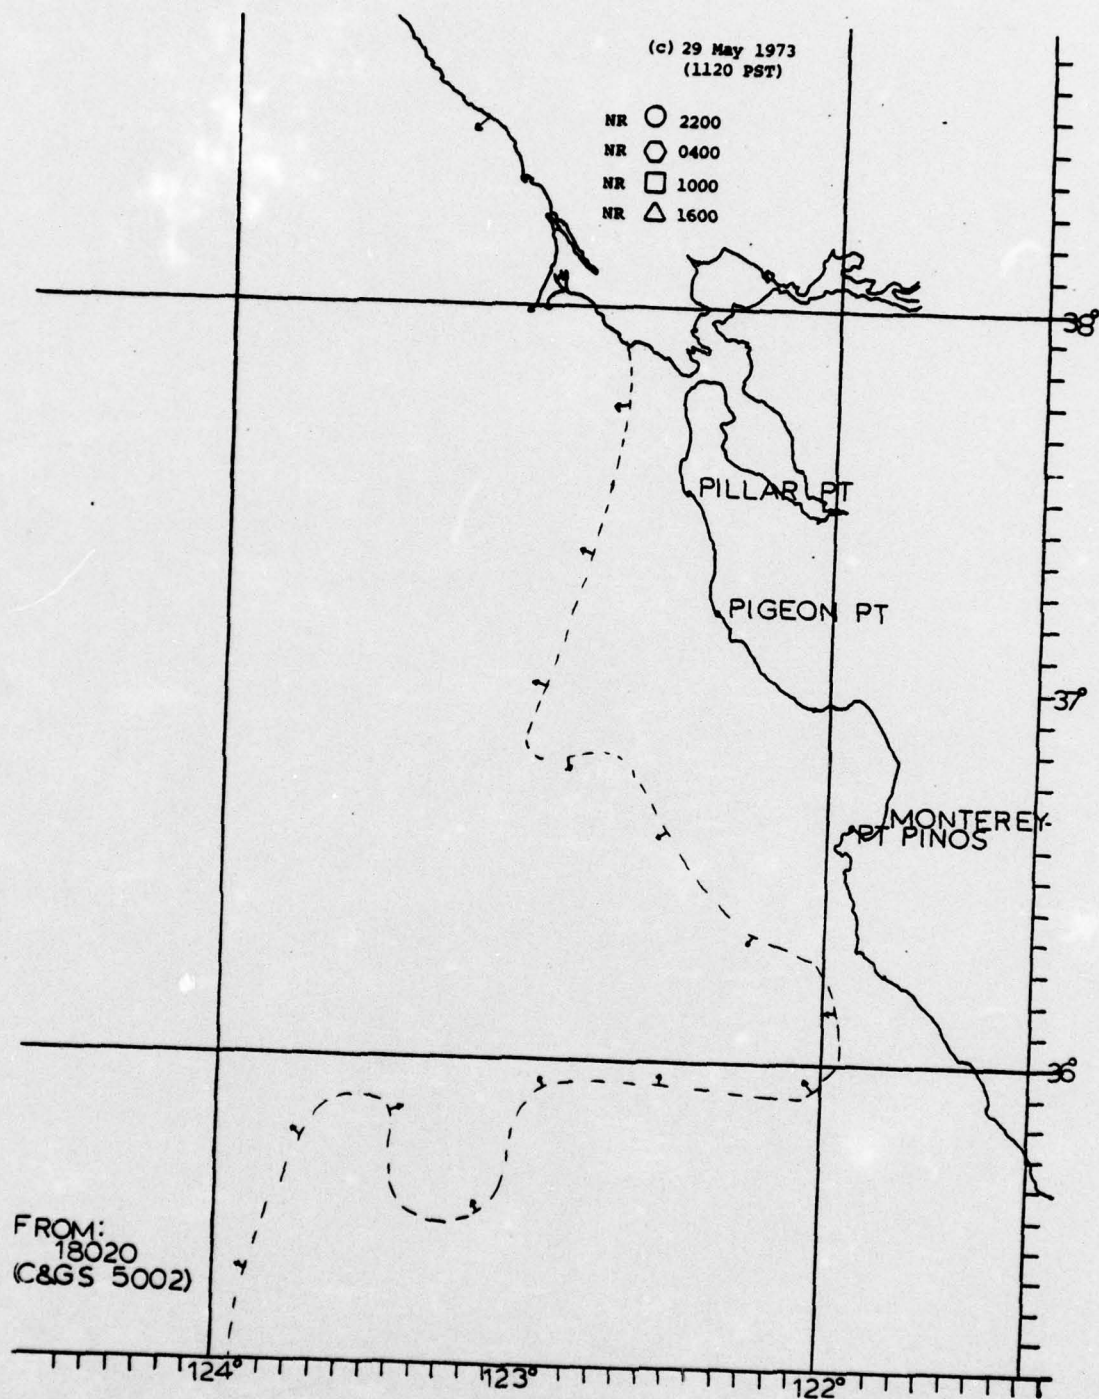 (c) 29 May 1973
(1120 PST)
NR 2200
NR 0400
NR 1000
NR 1600
38°
PILLAR PT
PIGEON PT
37°
MONTEREY
PT PINOS
36°
FROM:
18020
(C&GS 5002)
124°
123°
122°